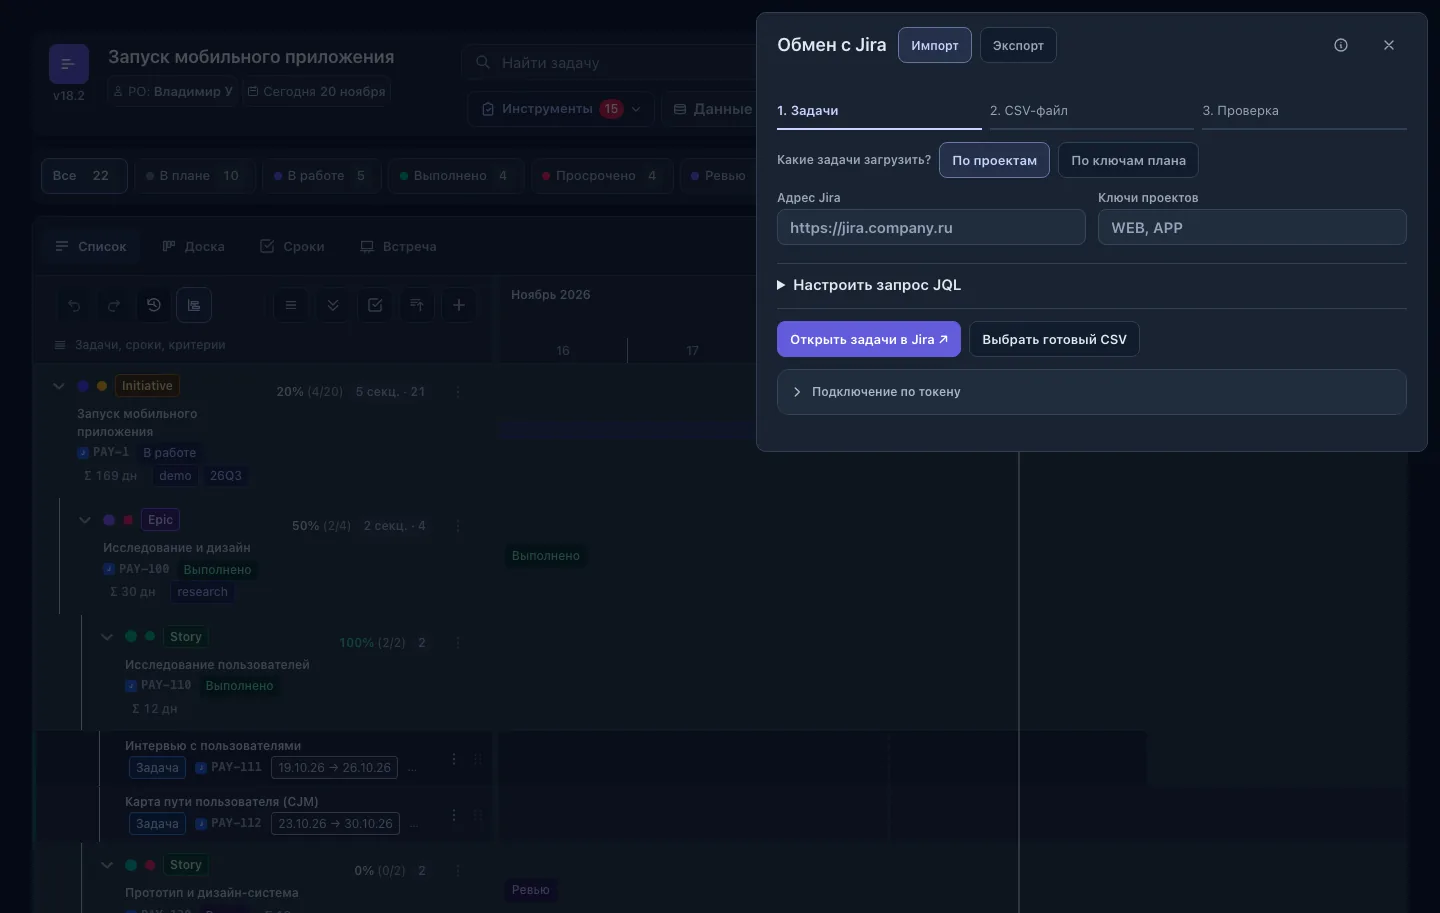 Запуск мобильного приложения
v18.2
PO: Владимир У
Сегодня 20 ноября
Найти задачу
Инструменты 15
Данные
Все 22
В плане 10
В работе 5
Выполнено 4
Просрочено 4
Ревью
Список
Доска
Сроки
Встреча
Задачи, сроки, критерии
Ноябрь 2026
16
17
Initiative
20% (4/20)
5 секц. · 21
Запуск мобильного
приложения
PAY-1
В работе
Σ 169 дн
demo
26Q3
Epic
50% (2/4)
2 секц. · 4
Исследование и дизайн
PAY-100
Выполнено
Σ 30 дн
research
Выполнено
Story
100% (2/2)
2
Исследование пользователей
PAY-110
Выполнено
Σ 12 дн
Интервью с пользователями
Задача
PAY-111
19.10.26 → 26.10.26
...
Карта пути пользователя (CJM)
Задача
PAY-112
23.10.26 → 30.10.26
...
Story
0% (0/2)
2
Прототип и дизайн-система
Ревью
Обмен с Jira
Импорт
Экспорт
1. Задачи
2. CSV-файл
3. Проверка
Какие задачи загрузить?
По проектам
По ключам плана
Адрес Jira
Ключи проектов
https://jira.company.ru
WEB, APP
Настроить запрос JQL
Открыть задачи в Jira ↗
Выбрать готовый CSV
Подключение по токену